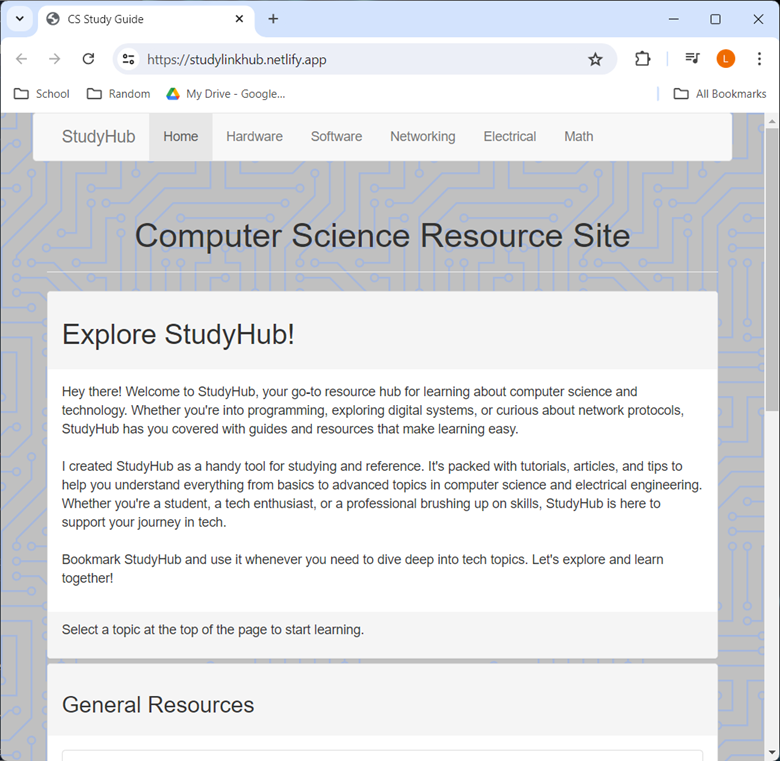 CS Study Guide
https://studylinkhub.netlify.app
L
School Random My Drive - Google... All Bookmarks
StudyHub Home Hardware Software Networking Electrical Math
Computer Science Resource Site
Explore StudyHub!
Hey there! Welcome to StudyHub, your go-to resource hub for learning about computer science and
technology. Whether you're into programming, exploring digital systems, or curious about network protocols,
StudyHub has you covered with guides and resources that make learning easy.
I created StudyHub as a handy tool for studying and reference. It's packed with tutorials, articles, and tips to
help you understand everything from basics to advanced topics in computer science and electrical engineering.
Whether you're a student, a tech enthusiast, or a professional brushing up on skills, StudyHub is here to
support your journey in tech.
Bookmark StudyHub and use it whenever you need to dive deep into tech topics. Let's explore and learn
together!
Select a topic at the top of the page to start learning.
General Resources